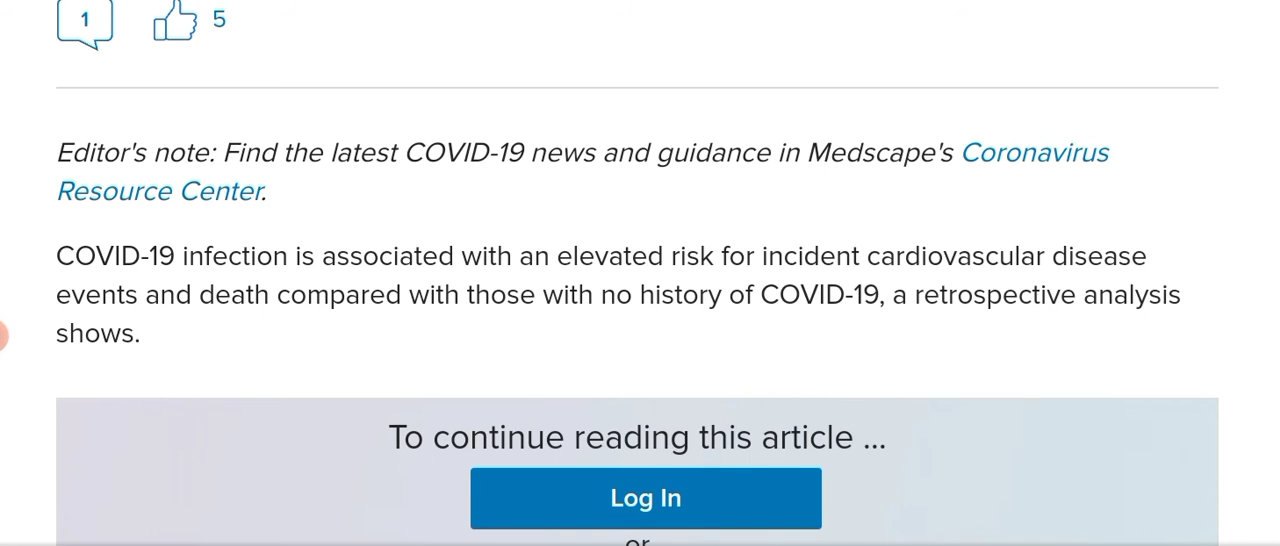 1 5
Editor's note: Find the latest COVID-19 news and guidance in Medscape's Coronavirus
Resource Center.
COVID-19 infection is associated with an elevated risk for incident cardiovascular disease
events and death compared with those with no history of COVID-19, a retrospective analysis
shows.
To continue reading this article ...
Log In
or